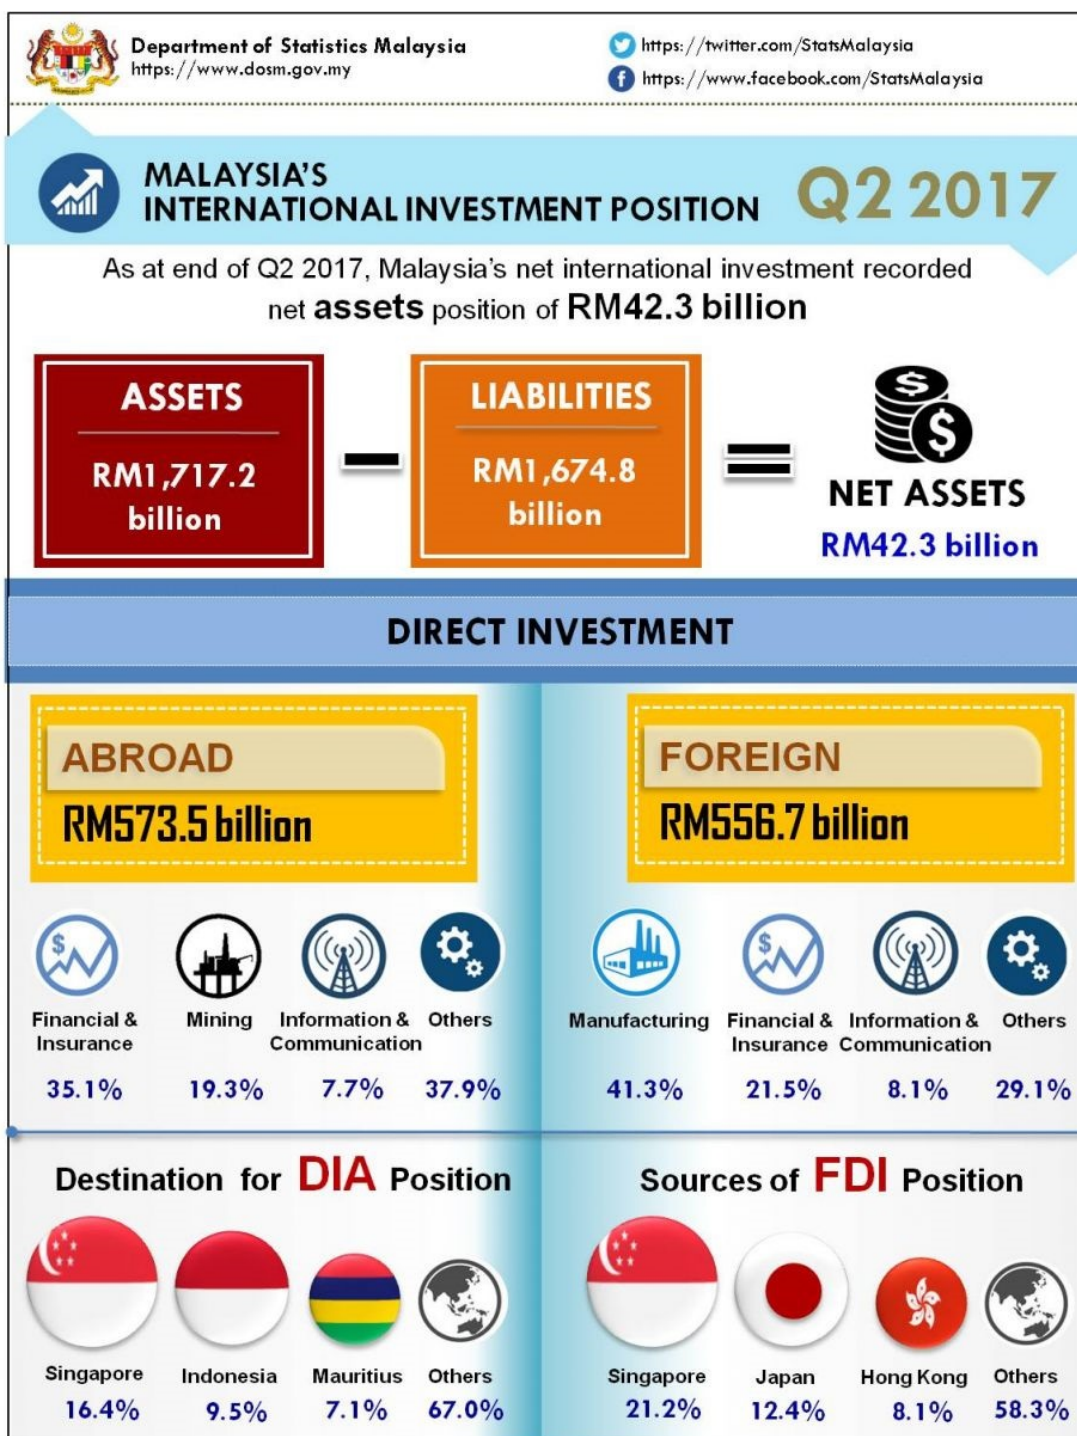 Department of Statistics Malaysia
https://www.dosm.gov.my
https://twitter.com/StatsMalaysia
https://www.facebook.com/StatsMalaysia
MALAYSIA'S
INTERNATIONAL INVESTMENT POSITION
Q2 2017
As at end of Q2 2017, Malaysia's net international investment recorded
net assets position of RM42.3 billion
ASSETS
RM1,717.2
billion
LIABILITIES
RM1,674.8
billion
NET ASSETS
RM42.3 billion
DIRECT INVESTMENT
ABROAD
RM573.5 billion
Financial &
Insurance
35.1%
Mining
19.3%
Information &
Communication
7.7%
Others
37.9%
FOREIGN
RM556.7 billion
Manufacturing
41.3%
Financial &
Insurance
21.5%
Information &
Communication
8.1%
Others
29.1%
Destination for DIA Position
Singapore
16.4%
Indonesia
9.5%
Mauritius
7.1%
Others
67.0%
Sources of FDI Position
Singapore
21.2%
Japan
12.4%
Hong Kong
8.1%
Others
58.3%